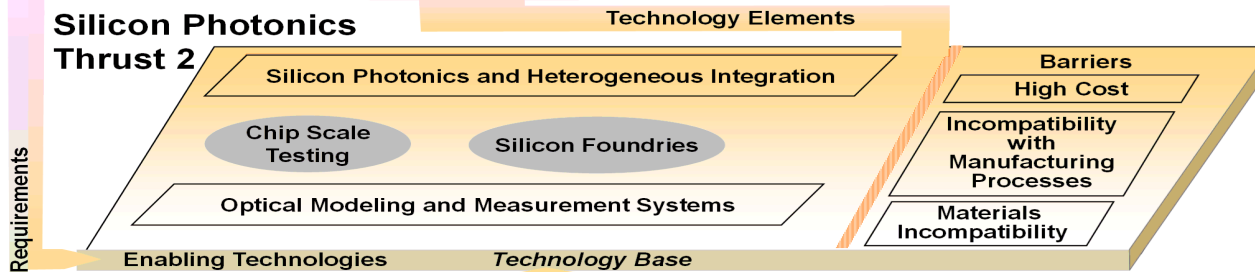 Silicon Photonics
Thrust 2
Technology Elements
Silicon Photonics and Heterogeneous Integration
Chip Scale
Testing
Silicon Foundries
Optical Modeling and Measurement Systems
Barriers
High Cost
Incompatibility
with
Manufacturing
Processes
Materials
Incompatibility
Requirements
Enabling Technologies
Technology Base